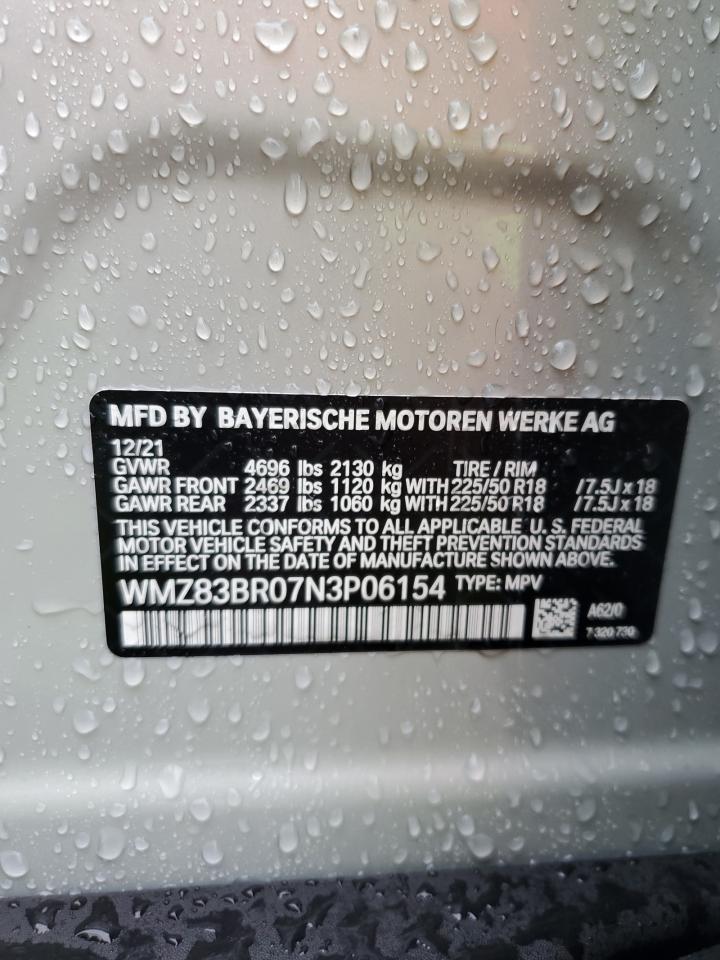 MFD BY BAYERISCHE MOTOREN WERKE AG
12/21
GVWR 4696 lbs 2130 kg TIRE / RIM
GAWR FRONT 2469 lbs 1120 kg WITH 225/50 R18 /7.5J x 18
GAWR REAR 2337 lbs 1060 kg WITH 225/50 R18 /7.5J x 18
THIS VEHICLE CONFORMS TO ALL APPLICABLE U. S. FEDERAL
MOTOR VEHICLE SAFETY AND THEFT PREVENTION STANDARDS
IN EFFECT ON THE DATE OF MANUFACTURE SHOWN ABOVE.
WMZ83BR07N3P06154 TYPE: MPV
A62/0
7 320 730